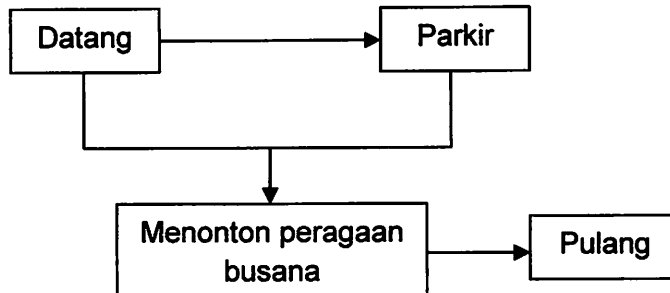 Datang
Parkir
Menonton peragaan
busana
Pulang